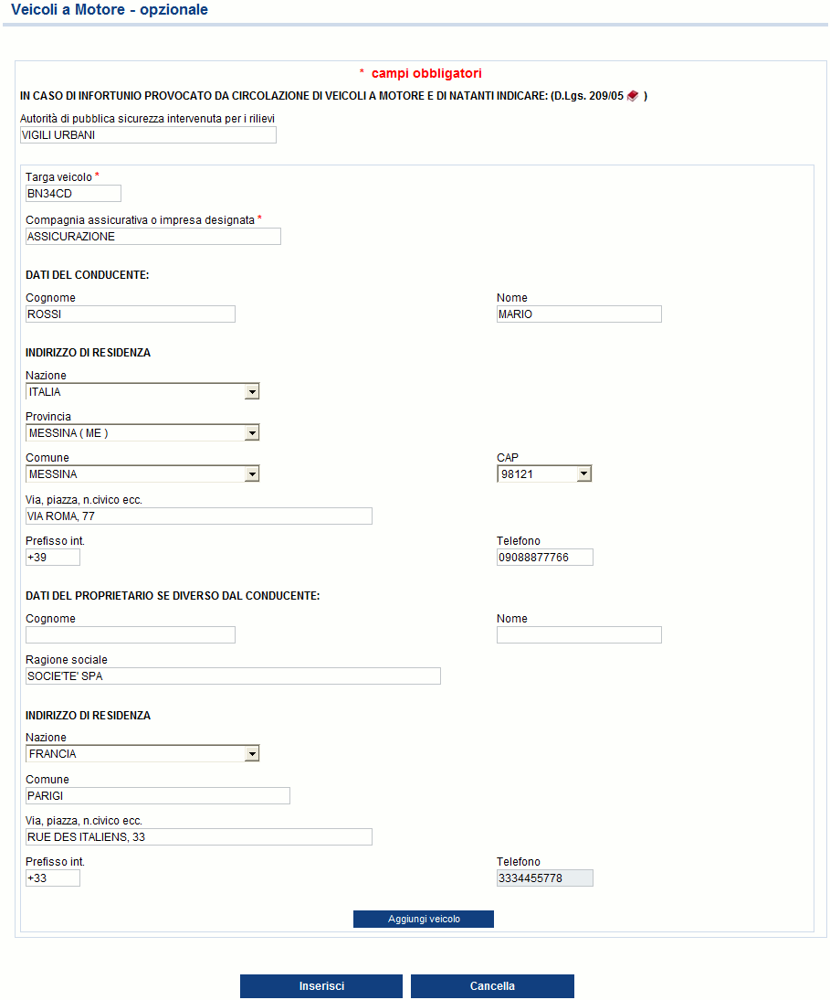 Veicoli a Motore - opzionale
* campi obbligatori
IN CASO DI INFORTUNIO PROVOCATO DA CIRCOLAZIONE DI VEICOLI A MOTORE E DI NATANTI INDICARE: (D.Lgs. 209/05 )
Autorità di pubblica sicurezza intervenuta per i rilievi
VIGILI URBANI
Targa veicolo *
BN34CD
Compagnia assicurativa o impresa designata *
ASSICURAZIONE
DATI DEL CONDUCENTE:
Cognome Nome
ROSSI MARIO
INDIRIZZO DI RESIDENZA
Nazione
ITALIA
Provincia
MESSINA ( ME )
Comune CAP
MESSINA 98121
Via, piazza, n.civico ecc.
VIA ROMA, 77
Prefisso int. Telefono
+39 09088877766
DATI DEL PROPRIETARIO SE DIVERSO DAL CONDUCENTE:
Cognome Nome
Ragione sociale
SOCIE'TE' SPA
INDIRIZZO DI RESIDENZA
Nazione
FRANCIA
Comune
PARIGI
Via, piazza, n.civico ecc.
RUE DES ITALIENS, 33
Prefisso int. Telefono
+33 3334455778
Aggiungi veicolo
Inserisci Cancella